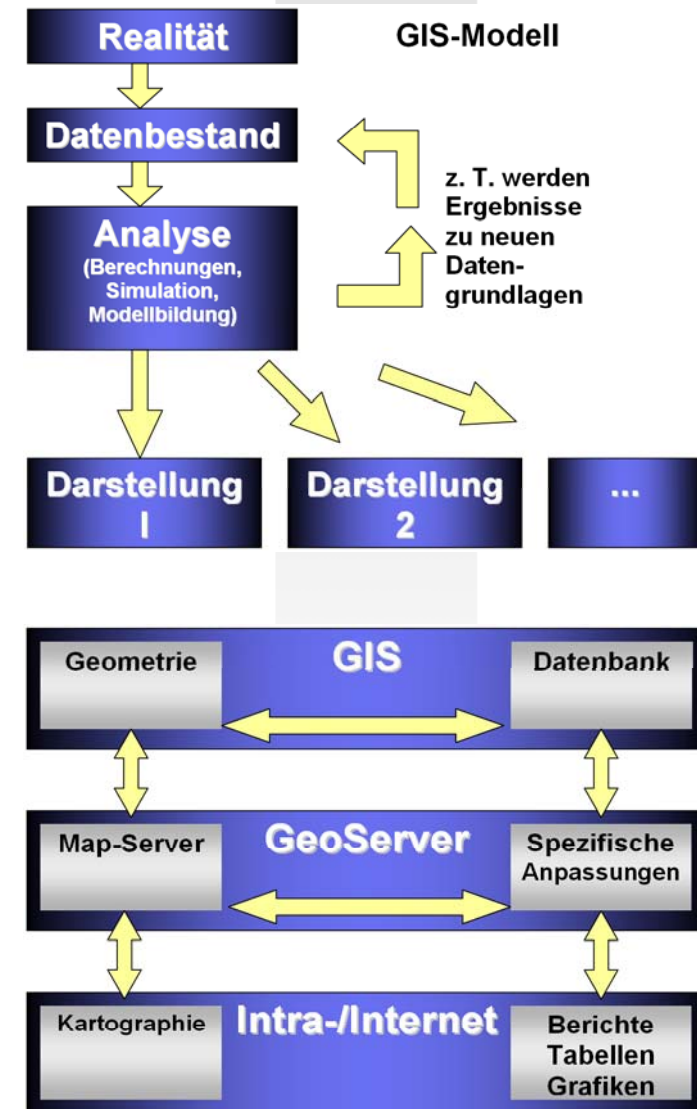 Realität
GIS-Modell
Datenbestand
z. T. werden
Ergebnisse
zu neuen
Daten-
grundlagen
Analyse
(Berechnungen,
Simulation,
Modellbildung)
Darstellung
I
Darstellung
2
...
GIS
Geometrie
Datenbank
GeoServer
Map-Server
Spezifische
Anpassungen
Intra-/Internet
Kartographie
Berichte
Tabellen
Grafiken